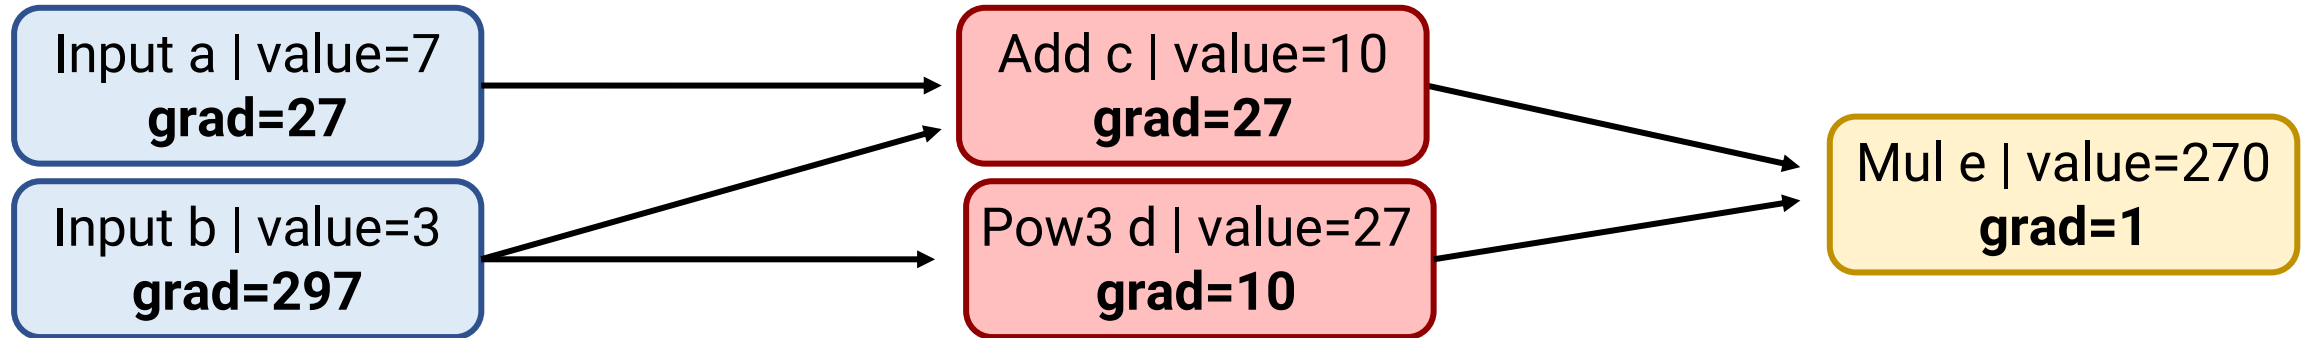 Input a | value=7
grad=27
Input b | value=3
grad=297
Add c | value=10
grad=27
Pow3 d | value=27
grad=10
Mul e | value=270
grad=1